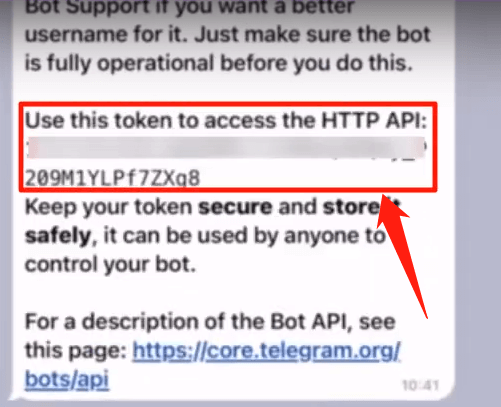 Bot Support if you want a better
username for it. Just make sure the bot
is fully operational before you do this.
Use this token to access the HTTP API:
209M1YLPf7ZXq8
Keep your token secure and store it
safely, it can be used by anyone to
control your bot.
For a description of the Bot API, see
this page: https://core.telegram.org/
bots/api
10:41